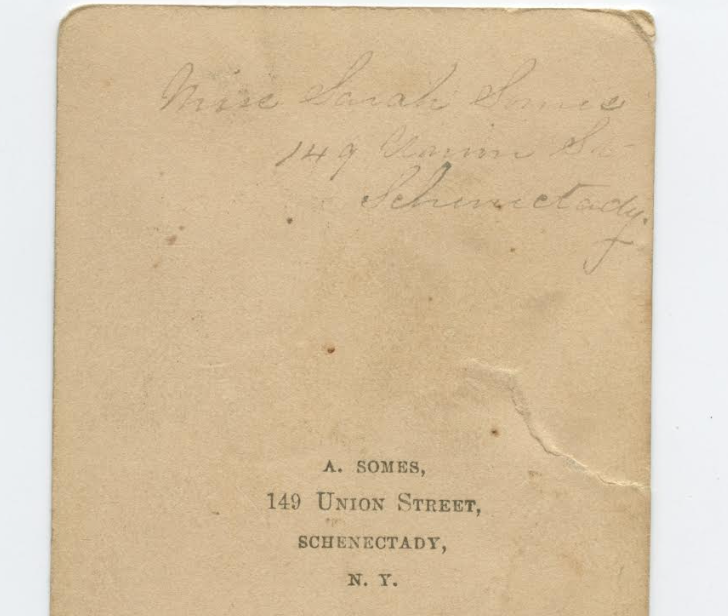 Miss Sarah Somes
149 Union St
Schenectady.
A. SOMES,
149 UNION STREET,
SCHENECTADY,
N. Y.